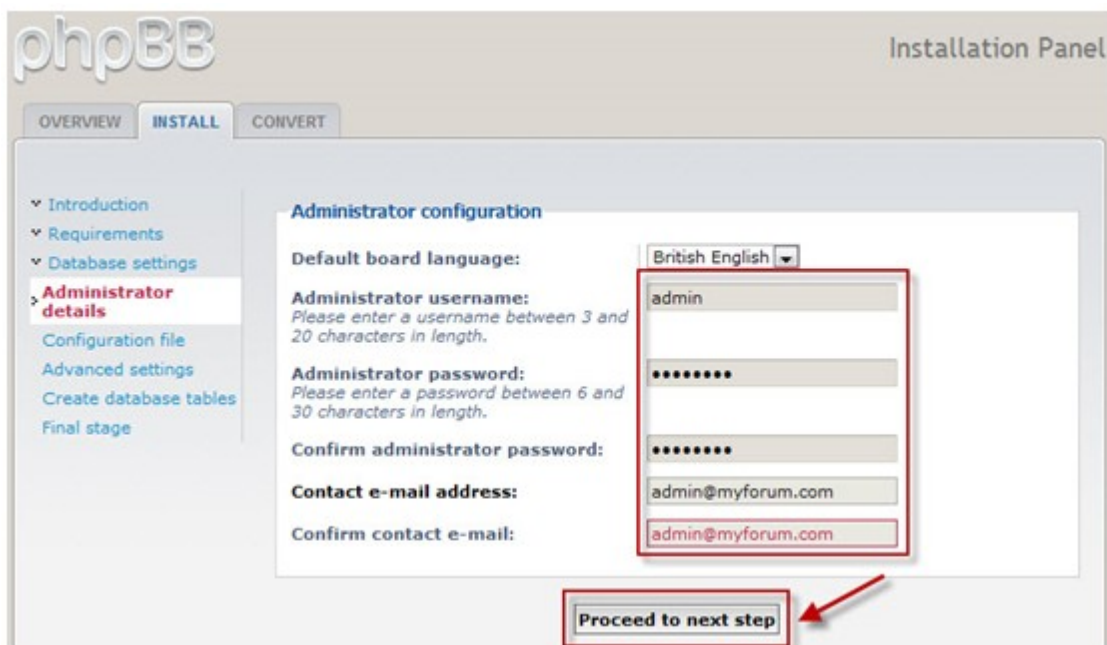 phpBB
Installation Panel
OVERVIEW INSTALL CONVERT
Introduction
Requirements
Database settings
Administrator
details
Configuration file
Advanced settings
Create database tables
Final stage
Administrator configuration
Default board language: British English
Administrator username: admin
Please enter a username between 3 and
20 characters in length.
Administrator password: ••••••••
Please enter a password between 6 and
30 characters in length.
Confirm administrator password: ••••••••
Contact e-mail address: admin@myforum.com
Confirm contact e-mail: admin@myforum.com
Proceed to next step